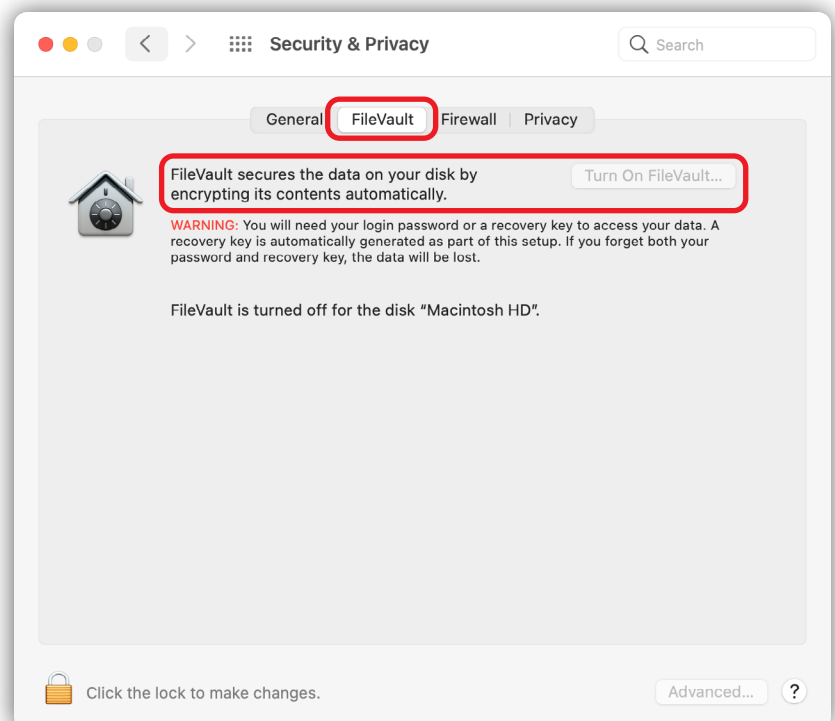 Security & Privacy
Search
General
FileVault
Firewall
Privacy
FileVault secures the data on your disk by
encrypting its contents automatically.
Turn On FileVault...
WARNING: You will need your login password or a recovery key to access your data. A
recovery key is automatically generated as part of this setup. If you forget both your
password and recovery key, the data will be lost.
FileVault is turned off for the disk “Macintosh HD”.
Click the lock to make changes.
Advanced...
?